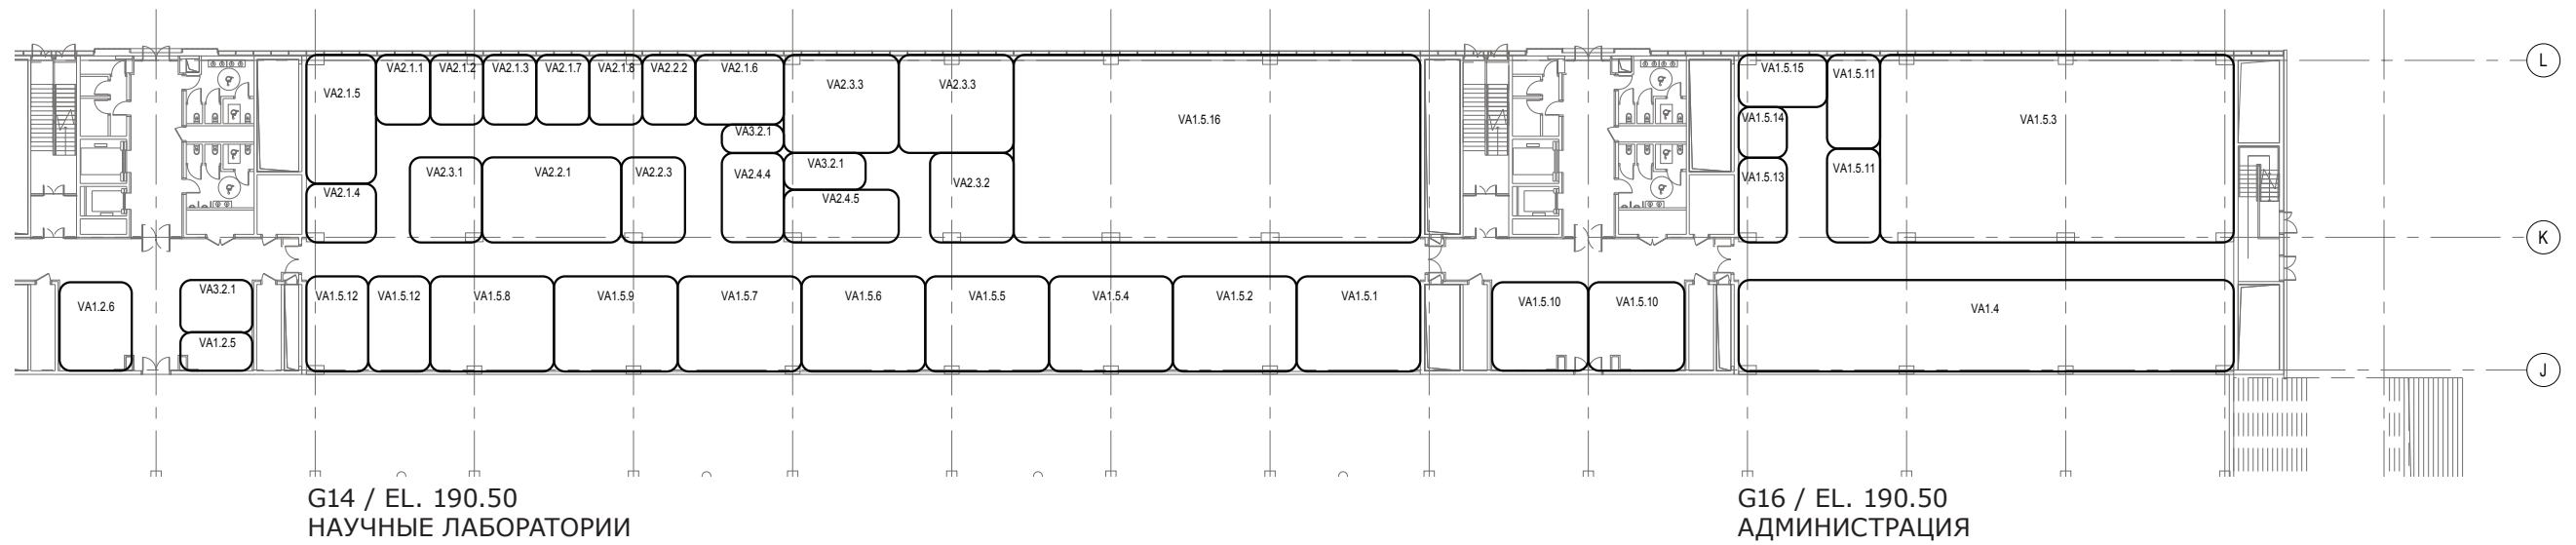 VA2.1.5
VA2.1.1
VA2.1.2
VA2.1.3
VA2.1.7
VA2.1.8
VA2.2.2
VA2.1.6
VA2.3.3
VA2.3.3
VA1.5.16
VA1.5.15
VA1.5.11
VA1.5.3
L
VA3.2.1
VA1.5.14
VA2.1.4
VA2.3.1
VA2.2.1
VA2.2.3
VA2.4.4
VA3.2.1
VA2.4.5
VA2.3.2
VA1.5.13
VA1.5.11
K
VA1.2.6
VA3.2.1
VA1.2.5
VA1.5.12
VA1.5.12
VA1.5.8
VA1.5.9
VA1.5.7
VA1.5.6
VA1.5.5
VA1.5.4
VA1.5.2
VA1.5.1
VA1.5.10
VA1.5.10
VA1.4
J
G14 / EL. 190.50
НАУЧНЫЕ ЛАБОРАТОРИИ
G16 / EL. 190.50
АДМИНИСТРАЦИЯ